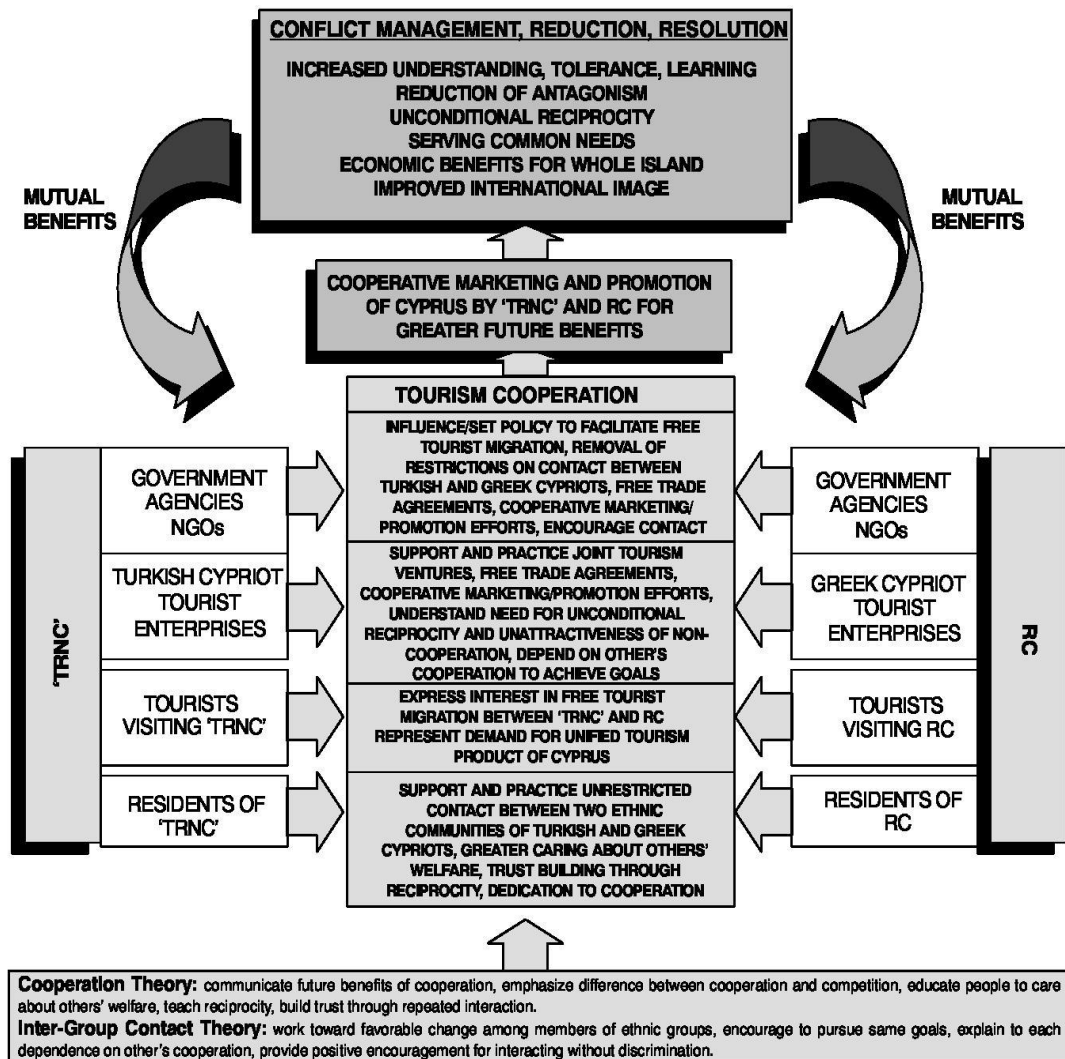 CONFLICT MANAGEMENT, REDUCTION, RESOLUTION
INCREASED UNDERSTANDING, TOLERANCE, LEARNING
REDUCTION OF ANTAGONISM
UNCONDITIONAL RECIPROCITY
SERVING COMMON NEEDS
ECONOMIC BENEFITS FOR WHOLE ISLAND
IMPROVED INTERNATIONAL IMAGE
MUTUAL
BENEFITS
MUTUAL
BENEFITS
COOPERATIVE MARKETING AND PROMOTION
OF CYPRUS BY ‘TRNC’ AND RC FOR
GREATER FUTURE BENEFITS
TOURISM COOPERATION
INFLUENCE/SET POLICY TO FACILITATE FREE
TOURIST MIGRATION, REMOVAL OF
RESTRICTIONS ON CONTACT BETWEEN
TURKISH AND GREEK CYPRIOTS, FREE TRADE
AGREEMENTS, COOPERATIVE MARKETING/
PROMOTION EFFORTS, ENCOURAGE CONTACT
SUPPORT AND PRACTICE JOINT TOURISM
VENTURES, FREE TRADE AGREEMENTS,
COOPERATIVE MARKETING/PROMOTION EFFORTS,
UNDERSTAND NEED FOR UNCONDITIONAL
RECIPROCITY AND UNATTRACTIVENESS OF NON-
COOPERATION, DEPEND ON OTHER’S
COOPERATION TO ACHIEVE GOALS
EXPRESS INTEREST IN FREE TOURIST
MIGRATION BETWEEN ‘TRNC’ AND RC
REPRESENT DEMAND FOR UNIFIED TOURISM
PRODUCT OF CYPRUS
SUPPORT AND PRACTICE UNRESTRICTED
CONTACT BETWEEN TWO ETHNIC
COMMUNITIES OF TURKISH AND GREEK
CYPRIOTS, GREATER CARING ABOUT OTHERS’
WELFARE, TRUST BUILDING THROUGH
RECIPROCITY, DEDICATION TO COOPERATION
‘TRNC’
GOVERNMENT
AGENCIES
NGOs
TURKISH CYPRIOT
TOURIST
ENTERPRISES
TOURISTS
VISITING ‘TRNC’
RESIDENTS OF
‘TRNC’
GOVERNMENT
AGENCIES
NGOs
GREEK CYPRIOT
TOURIST
ENTERPRISES
TOURISTS
VISITING RC
RESIDENTS OF
RC
RC
Cooperation Theory: communicate future benefits of cooperation, emphasize difference between cooperation and competition, educate people to care
about others’ welfare, teach reciprocity, build trust through repeated interaction.
Inter-Group Contact Theory: work toward favorable change among members of ethnic groups, encourage to pursue same goals, explain to each
dependence on other’s cooperation, provide positive encouragement for interacting without discrimination.